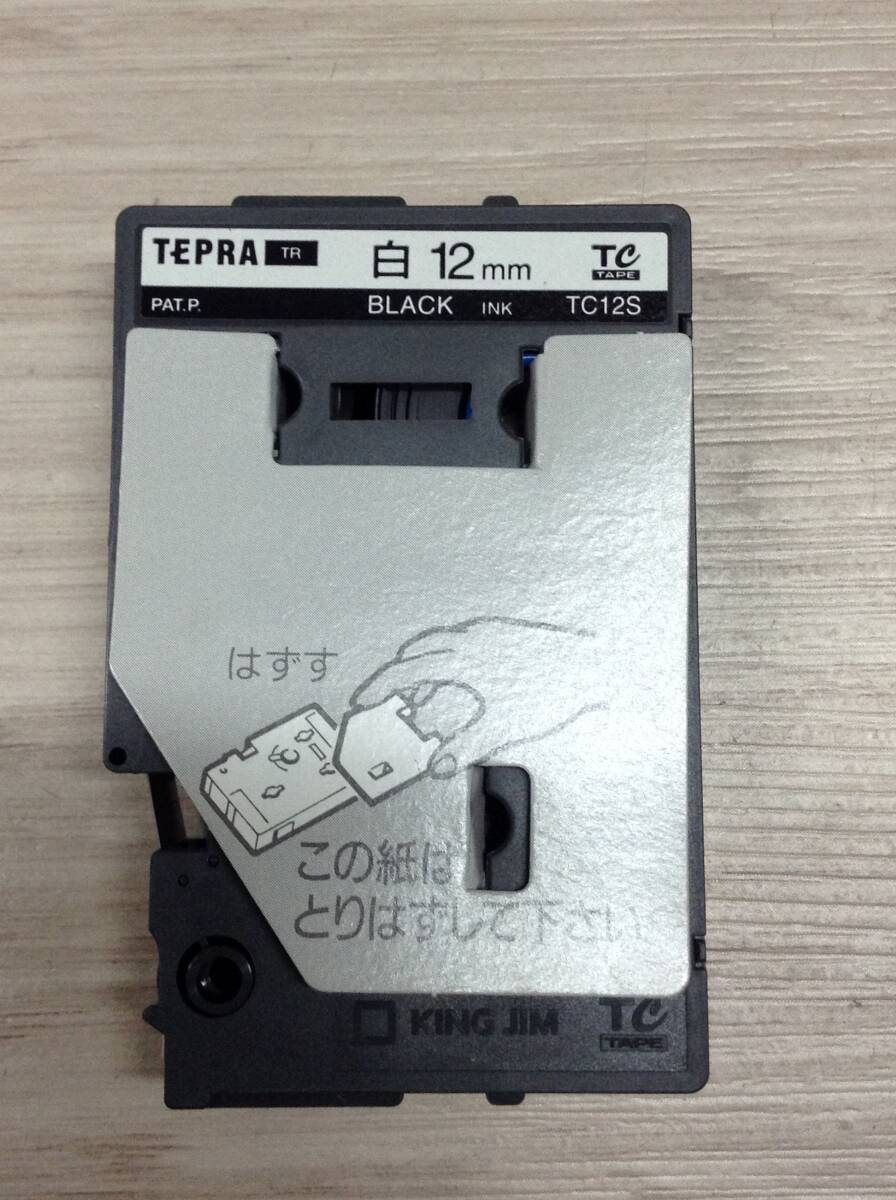 TEPRA TR 白 12mm TC TAPE
PAT.P. BLACK INK TC12S
はずす
この紙は
とりはずして下さい
KING JIM TC TAPE